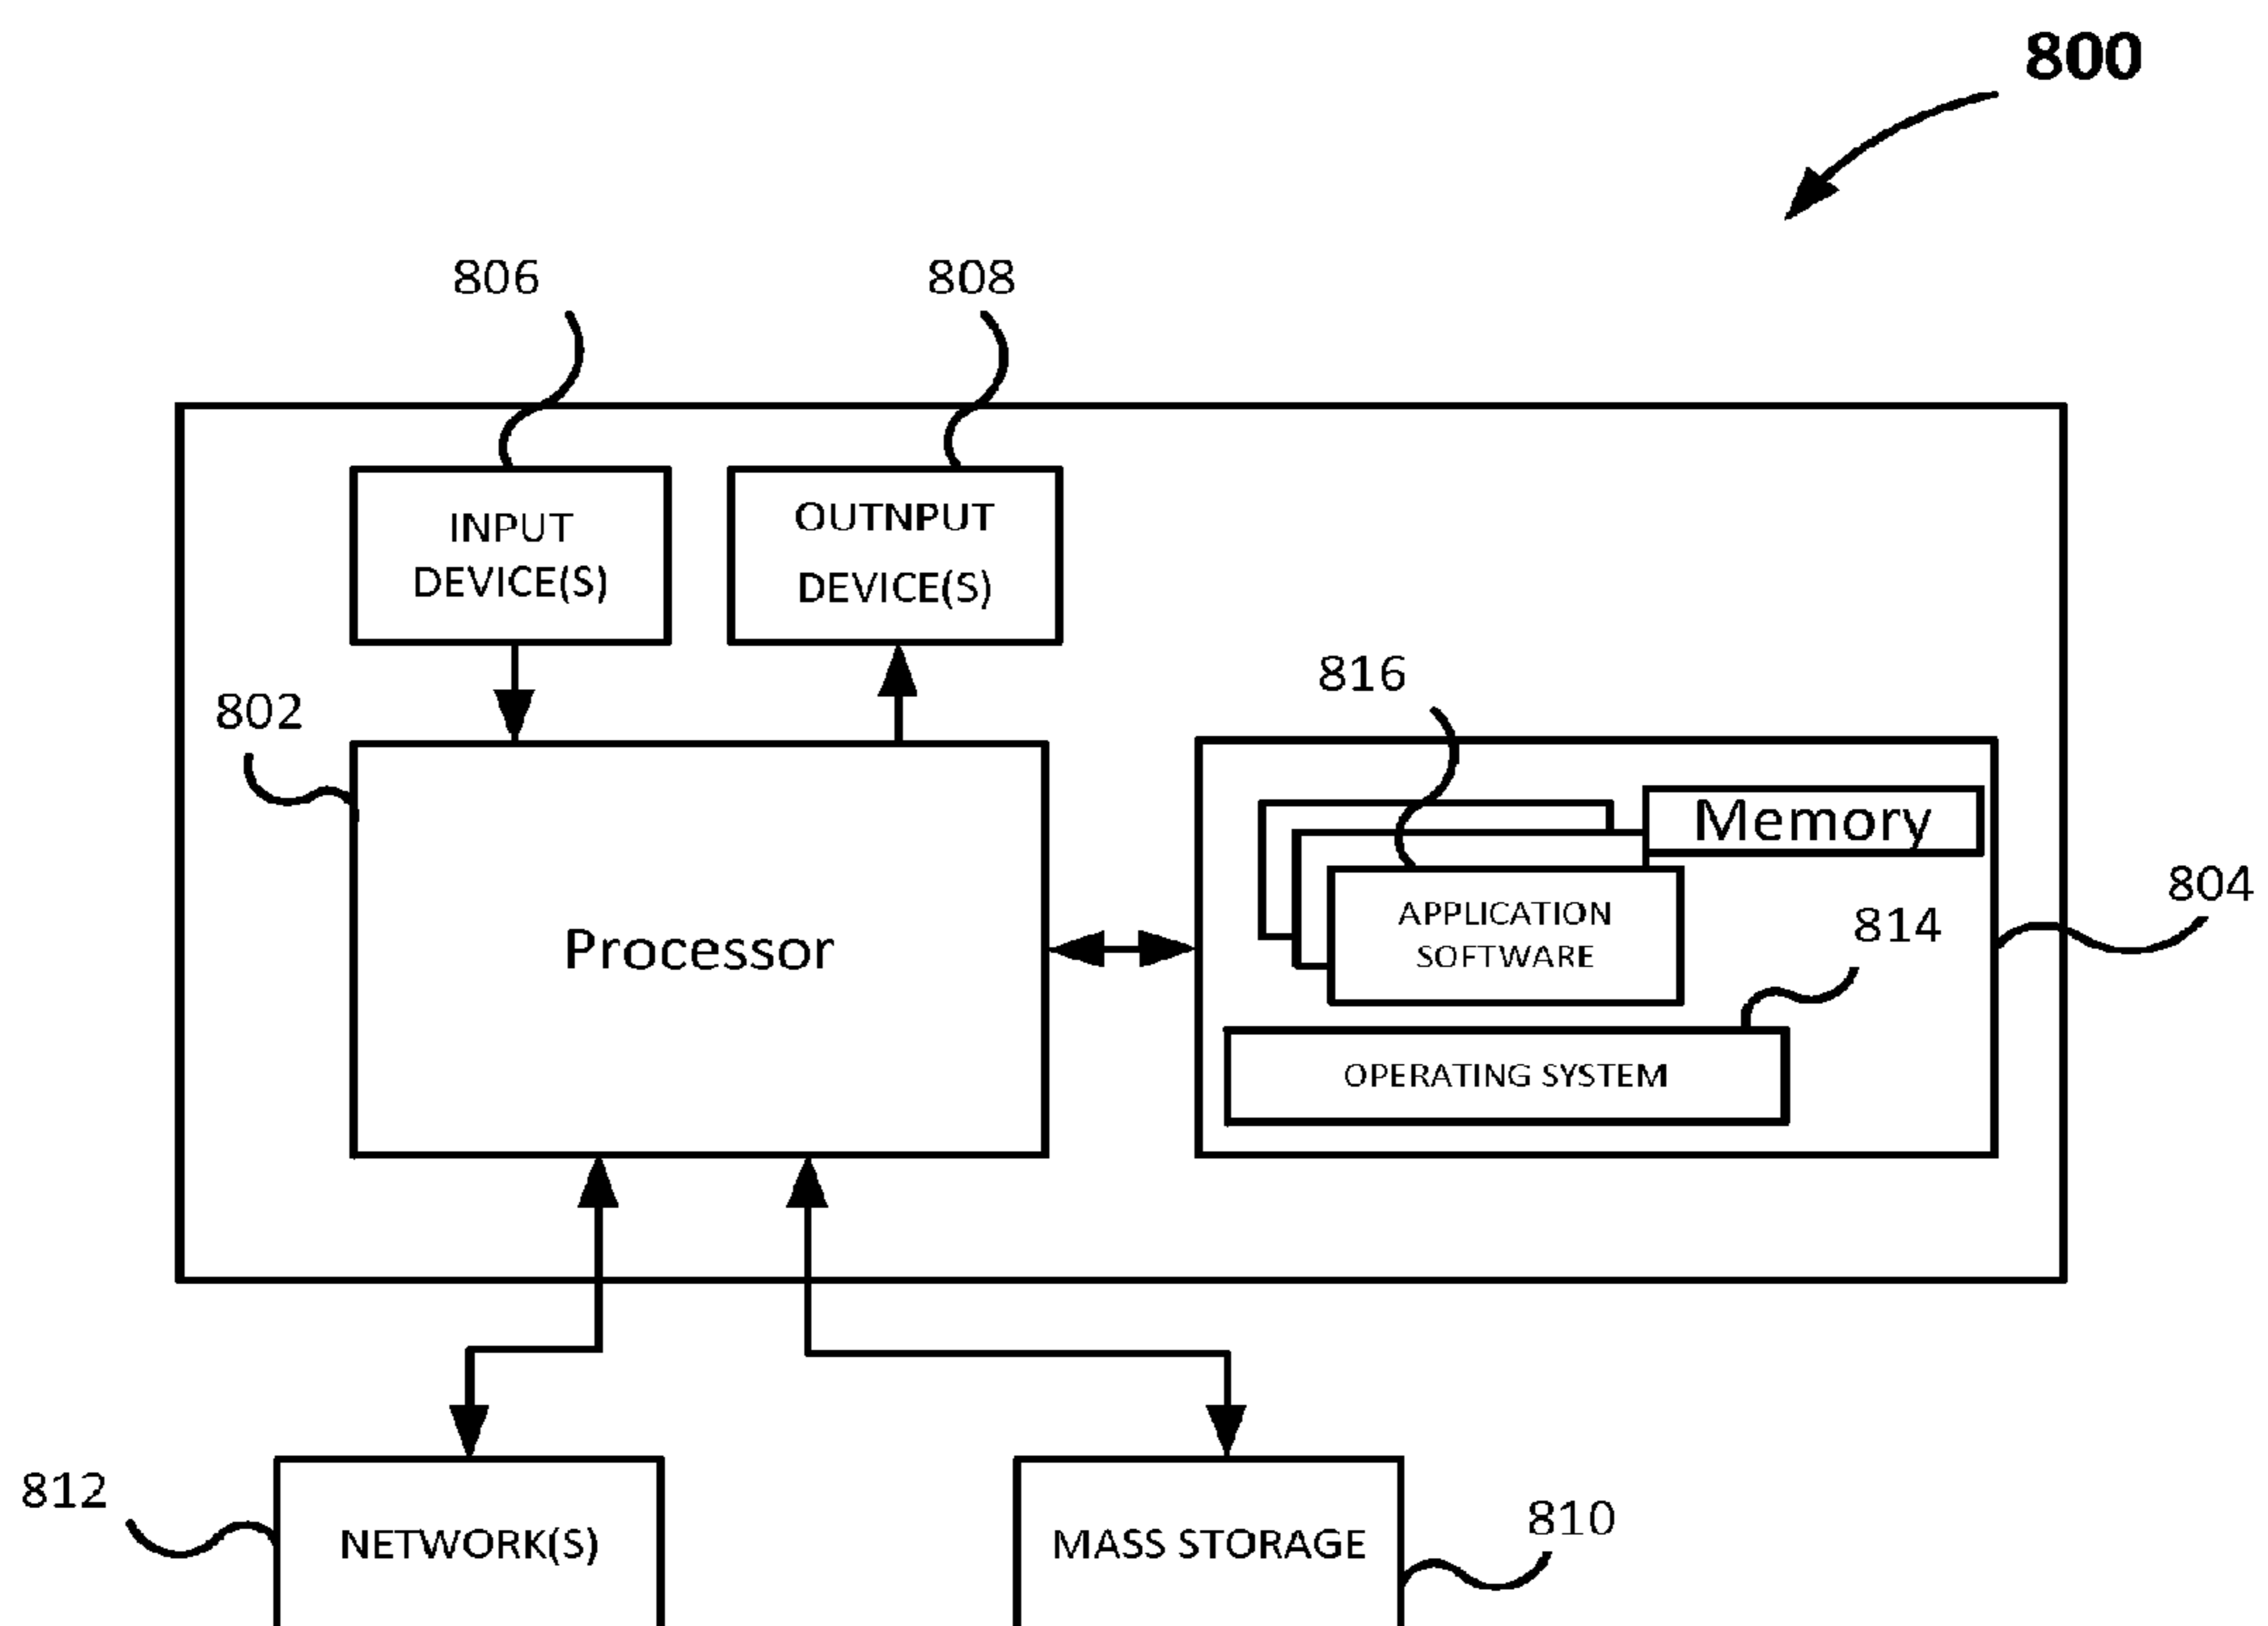 800
806
808
INPUT
DEVICE(S)
OUTNPUT
DEVICE(S)
816
802
Memory
804
APPLICATION
SOFTWARE
814
Processor
OPERATING SYSTEM
812
NETWORK(S)
MASS STORAGE
810